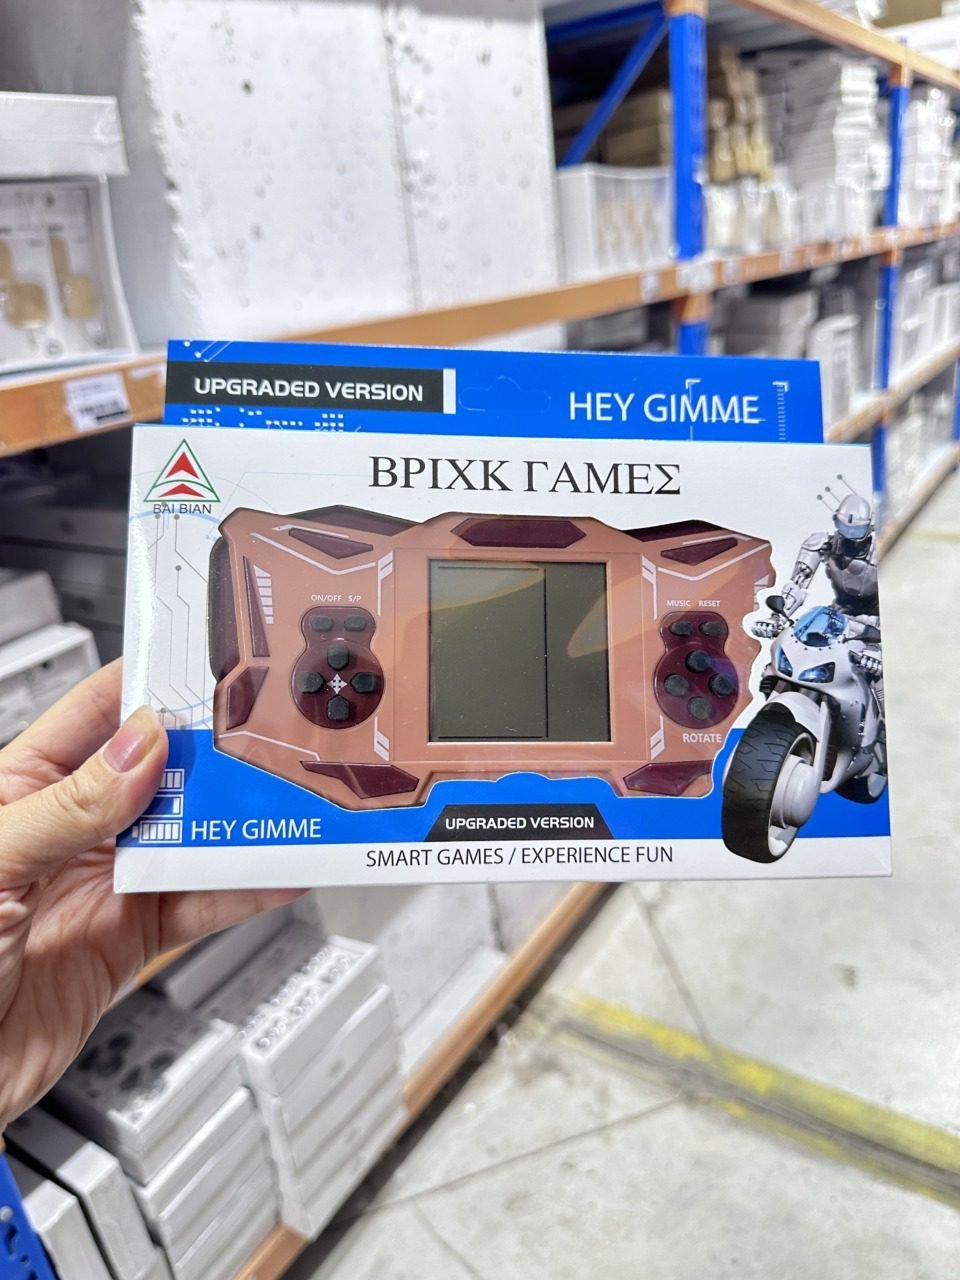 UPGRADED VERSION
HEY GIMME
ΒΡΙΧΚ ΓΑΜΕΣ
BAI BIAN
ON/OFF S/P
MUSIC RESET
ROTATE
HEY GIMME
UPGRADED VERSION
SMART GAMES / EXPERIENCE FUN